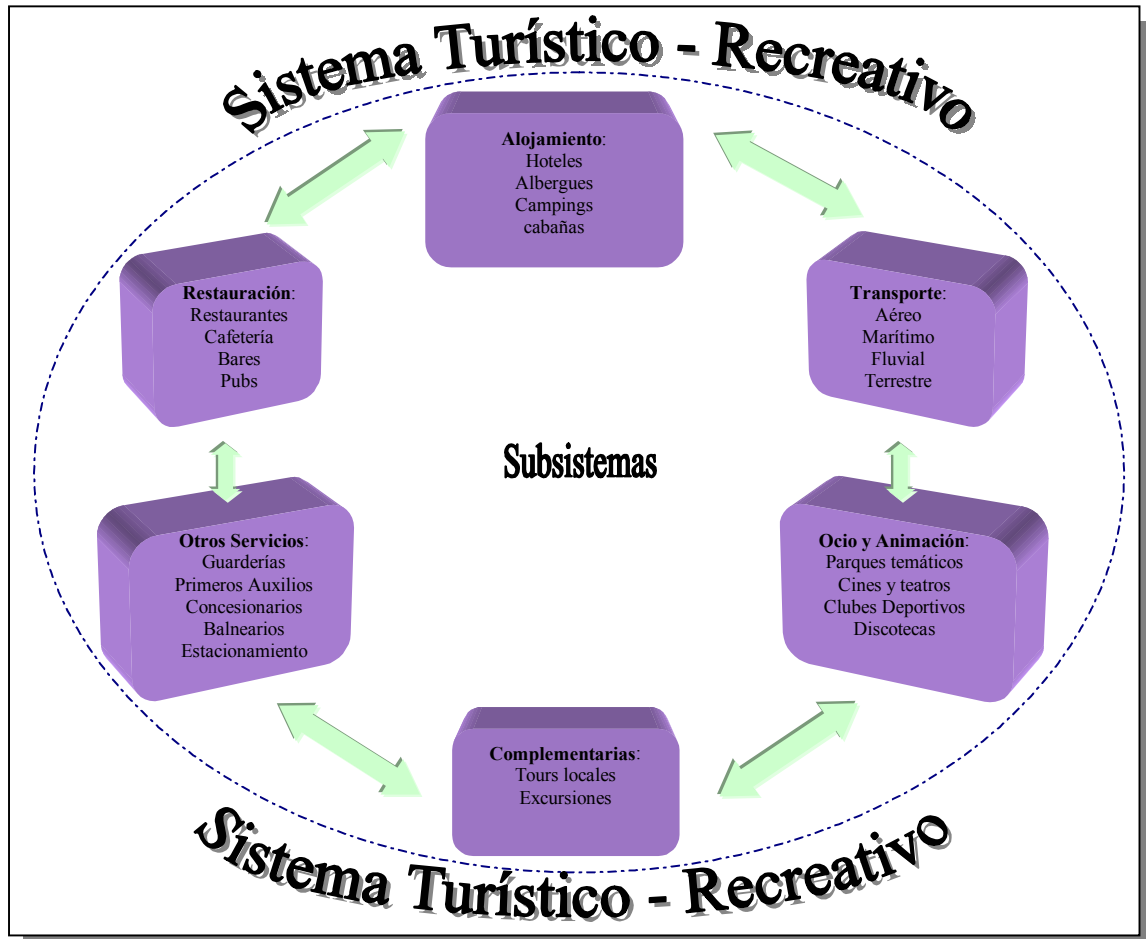 Sistema Turístico - Recreativo
Alojamiento:
Hoteles
Albergues
Campings
cabañas
Restauración:
Restaurantes
Cafetería
Bares
Pubs
Transporte:
Aéreo
Marítimo
Fluvial
Terrestre
Subsistemas
Otros Servicios:
Guarderías
Primeros Auxilios
Concesionarios
Balnearios
Estacionamiento
Ocio y Animación:
Parques temáticos
Cines y teatros
Clubes Deportivos
Discotecas
Complementarias:
Tours locales
Excursiones
Sistema Turístico - Recreativo